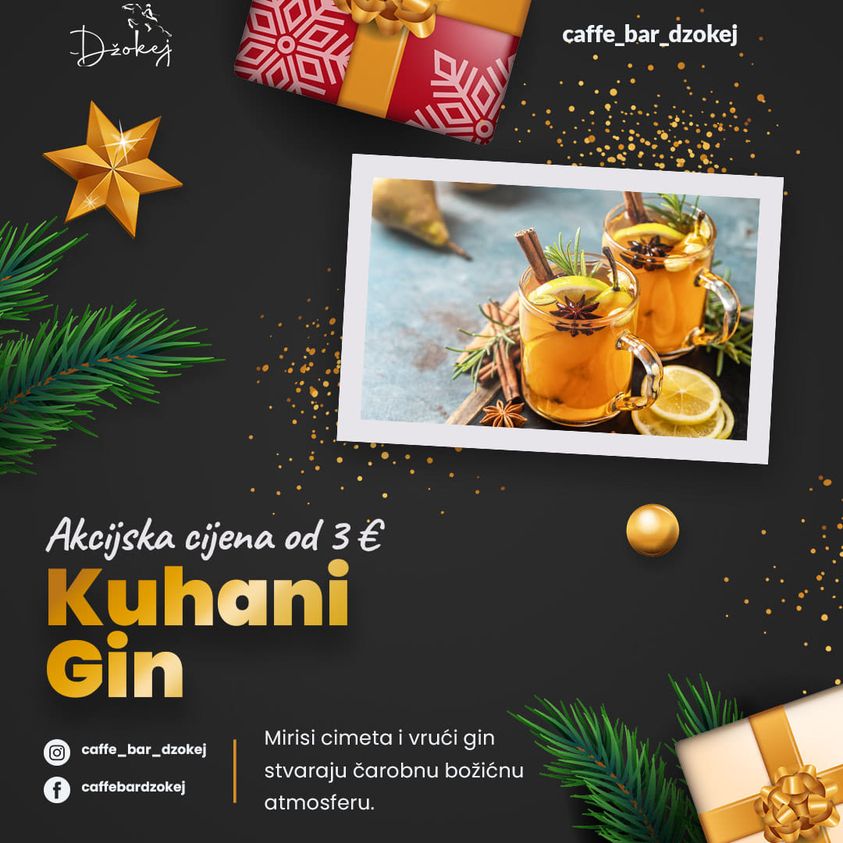 Džokej
caffe_bar_dzokej
Akcijska cijena od 3 €
Kuhani
Gin
caffe_bar_dzokej
caffebardzokej
Mirisi cimeta i vrući gin
stvaraju čarobnu božićnu
atmosferu.